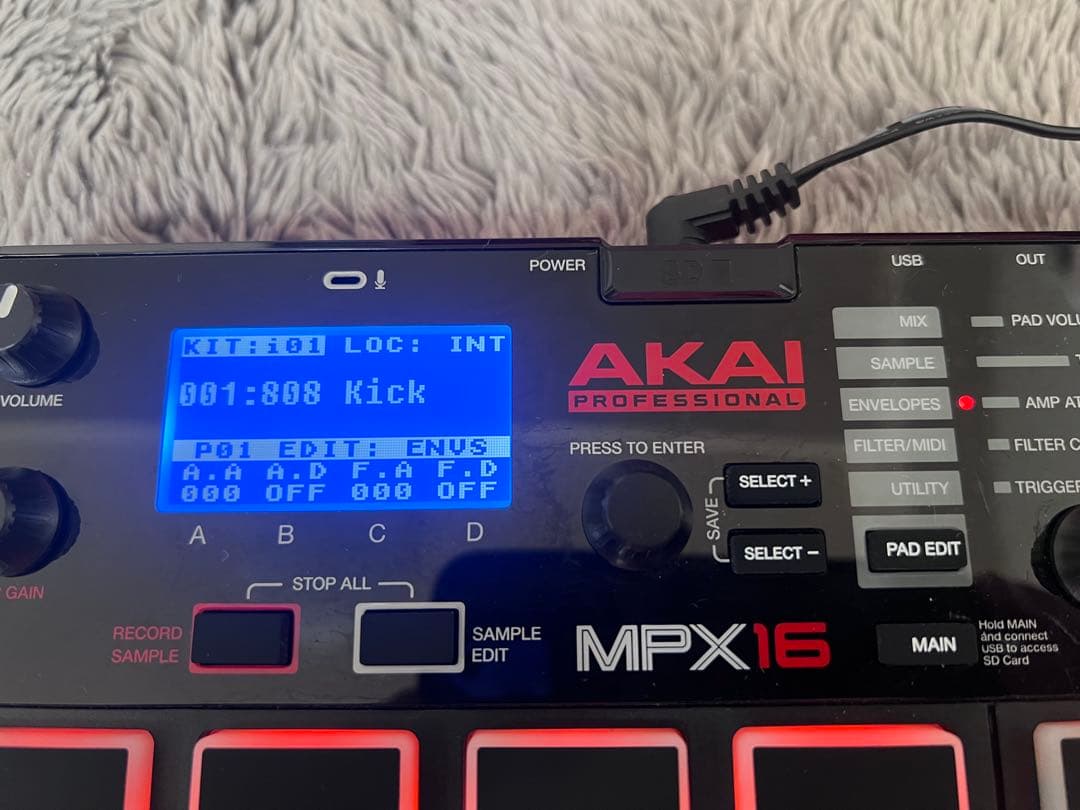 POWER
USB
OUT
VOLUME
KIT:i01 LOC: INT
001:808 Kick
P01 EDIT: ENVS
A.A A.D F.A F.D
000 OFF 000 OFF
A B C D
GAIN
STOP ALL
RECORD
SAMPLE
SAMPLE
EDIT
AKAI
PROFESSIONAL
PRESS TO ENTER
SAVE
SELECT +
SELECT -
MPX16
MIX
SAMPLE
ENVELOPES
FILTER/MIDI
UTILITY
PAD EDIT
MAIN
Hold MAIN
and connect
USB to access
SD Card
PAD
AMP
FILTER
TRIGGER